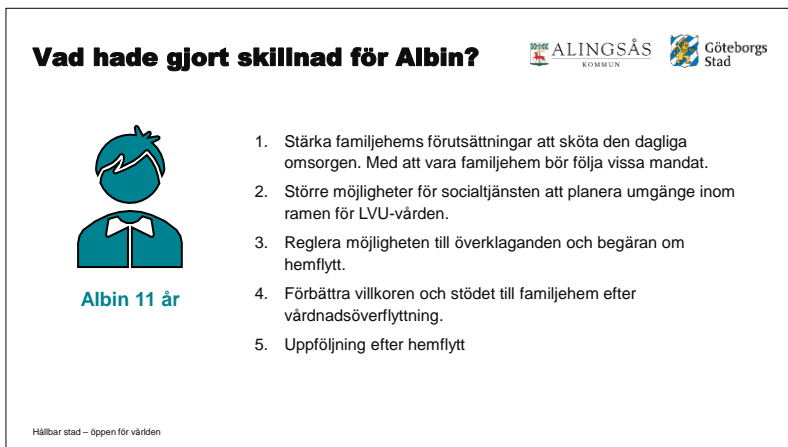 Vad hade gjort skillnad för Albin?
ALINGSÅS
KOMMUN
Göteborgs
Stad
1. Stärka familjehems förutsättningar att sköta den dagliga
omsorgen. Med att vara familjehem bör följa vissa mandat.
2. Större möjligheter för socialtjänsten att planera umgänge inom
ramen för LVU-vården.
3. Reglera möjligheten till överklaganden och begäran om
hemflytt.
4. Förbättra villkoren och stödet till familjehem efter
vårdnadsöverflyttning.
5. Uppföljning efter hemflytt
Albin 11 år
Hållbar stad – öppen för världen